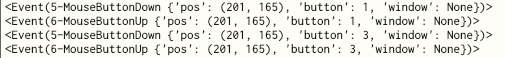 <Event(5-MouseButtonDown {'pos': (201, 165), 'button': 1, 'window': None})>
<Event(6-MouseButtonUp {'pos': (201, 165), 'button': 1, 'window': None})>
<Event(5-MouseButtonDown {'pos': (201, 165), 'button': 3, 'window': None})>
<Event(6-MouseButtonUp {'pos': (201, 165), 'button': 3, 'window': None})>